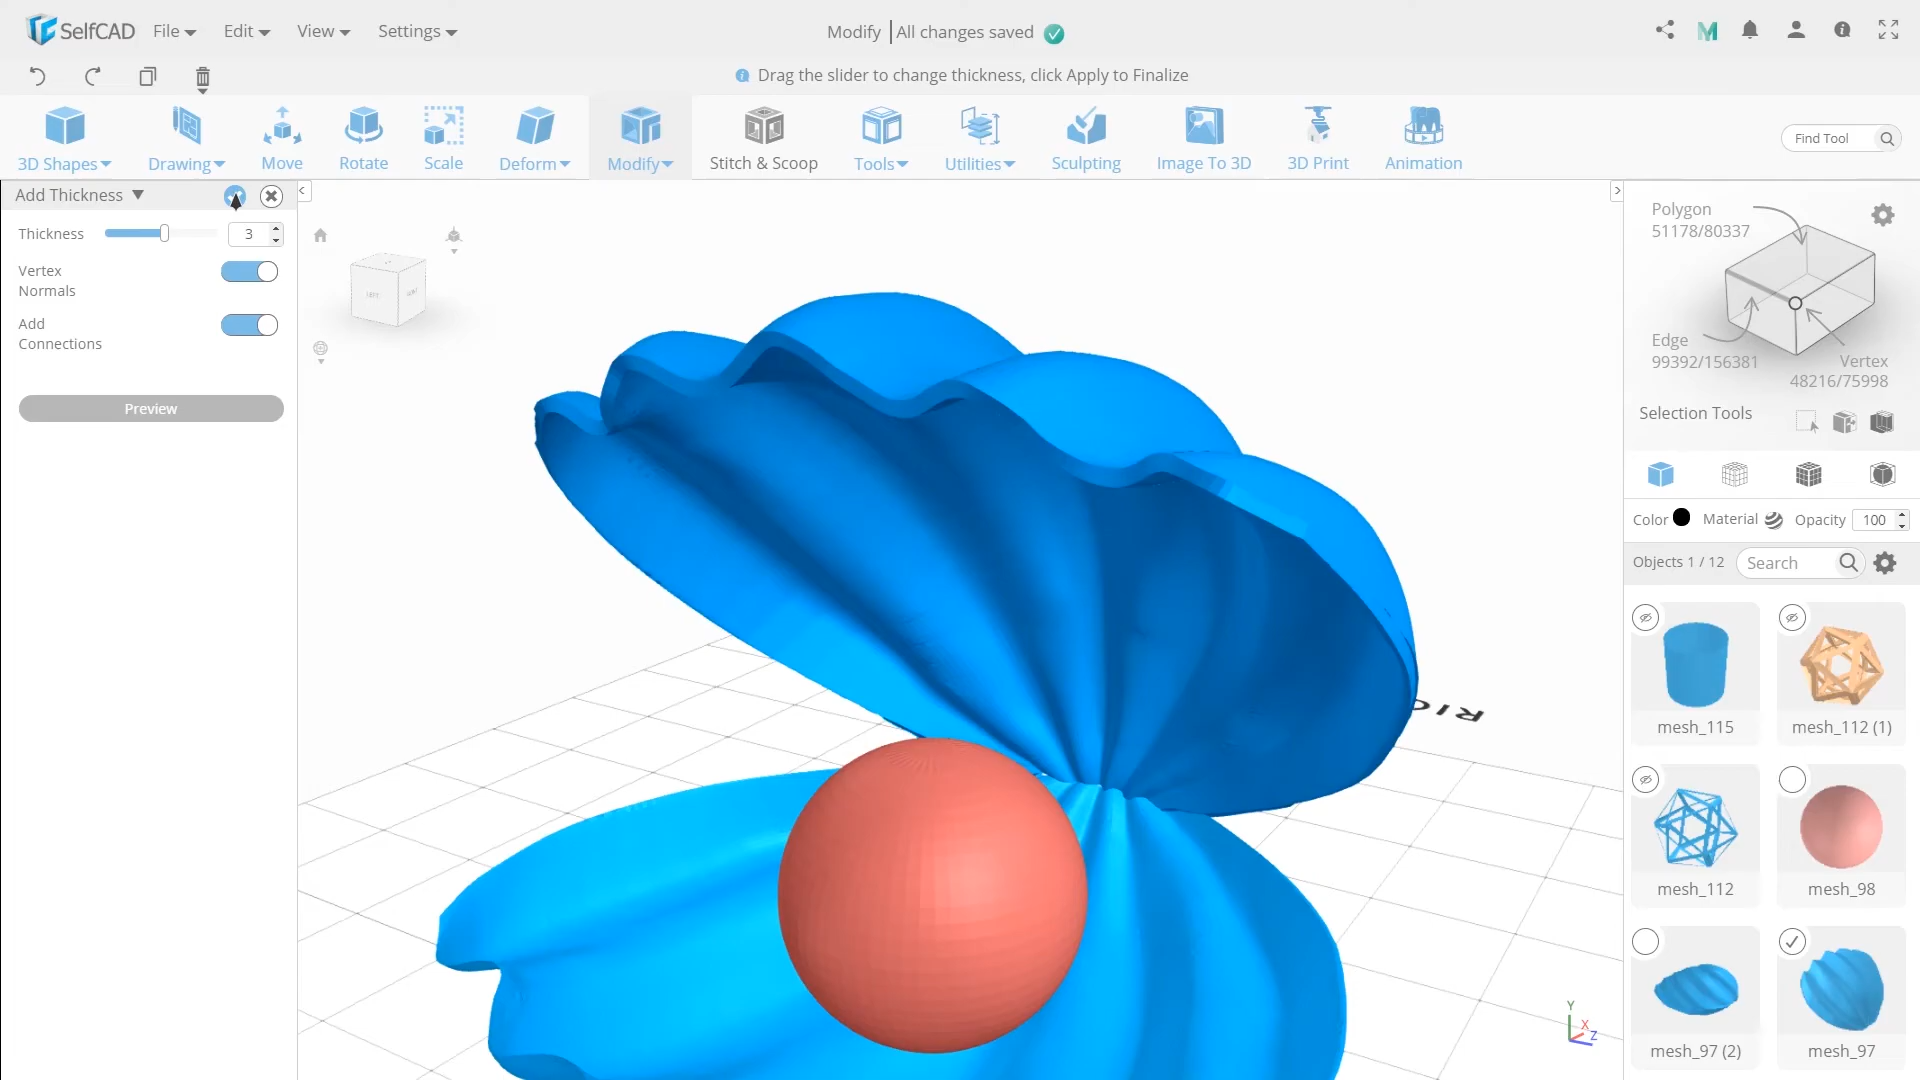 SelfCAD File Edit View Settings
Modify All changes saved
Drag the slider to change thickness, click Apply to Finalize
3D Shapes Drawing Move Rotate Scale Deform Modify Stitch & Scoop Tools Utilities Sculpting Image To 3D 3D Print Animation
Find Tool
Add Thickness
Thickness 3
Vertex
Normals
Add
Connections
Preview
Polygon
51178/80337
Edge
99392/156381
Vertex
48216/75998
Selection Tools
Color Material Opacity 100
Objects 1 / 12 Search
mesh_115 mesh_112 (1)
mesh_112 mesh_98
mesh_97 (2) mesh_97
Y
X
Z